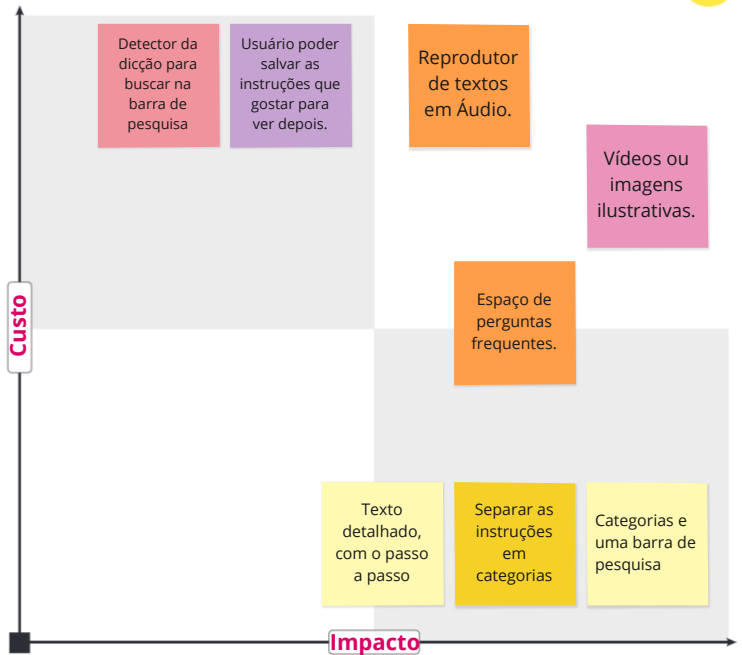 Detector da
dicção para
buscar na
barra de
pesquisa
Usuário poder
salvar as
instruções que
gostar para
ver depois.
Reprodutor
de textos
em Áudio.
Vídeos ou
imagens
ilustrativas.
Espaço de
perguntas
frequentes.
Custo
Texto
detalhado,
com o passo
a passo
Separar as
instruções
em
categorias
Categorias e
uma barra de
pesquisa
Impacto